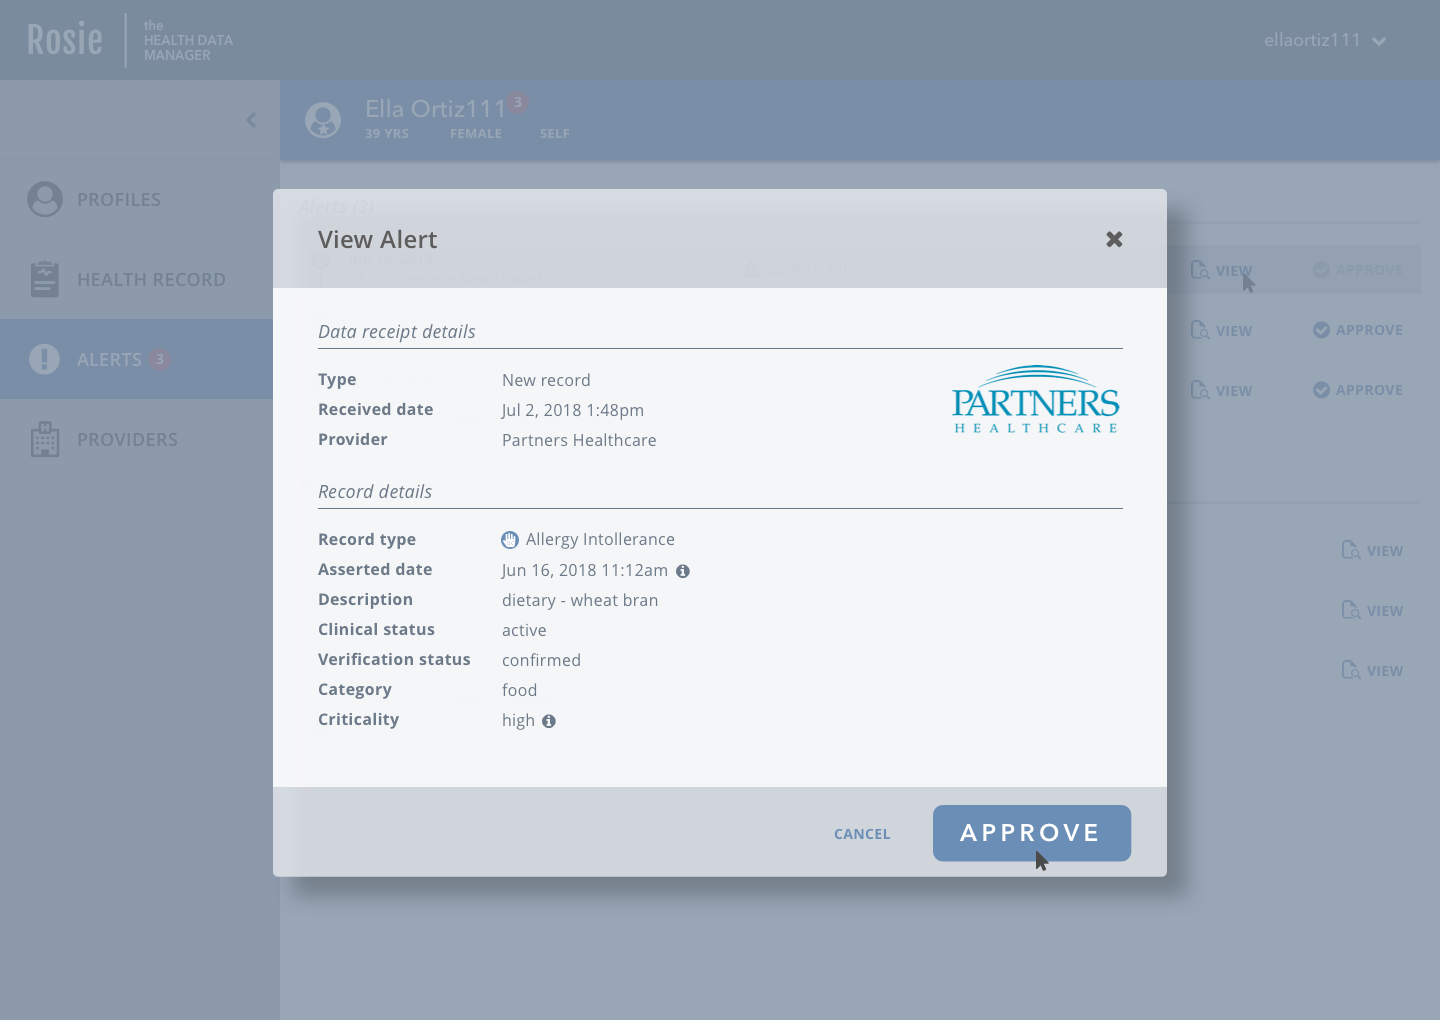 Rosie
the
HEALTH DATA
MANAGER
ellaortiz111
Ella Ortiz111 3
39 YRS FEMALE SELF
PROFILES
HEALTH RECORD
ALERTS 3
PROVIDERS
Alerts (3)
View Alert
VIEW APPROVE
VIEW APPROVE
VIEW APPROVE
Data receipt details
Type New record
Received date Jul 2, 2018 1:48pm
Provider Partners Healthcare
PARTNERS
HEALTHCARE
Record details
Record type Allergy Intollerance
Asserted date Jun 16, 2018 11:12am
Description dietary - wheat bran
Clinical status active
Verification status confirmed
Category food
Criticality high
VIEW
VIEW
VIEW
CANCEL
APPROVE